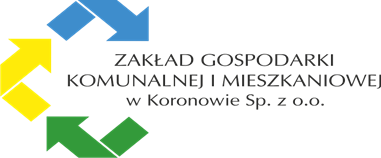 ZAKŁAD GOSPODARKI
KOMUNALNEJ I MIESZKANIOWEJ
w Koronowie Sp. z o.o.